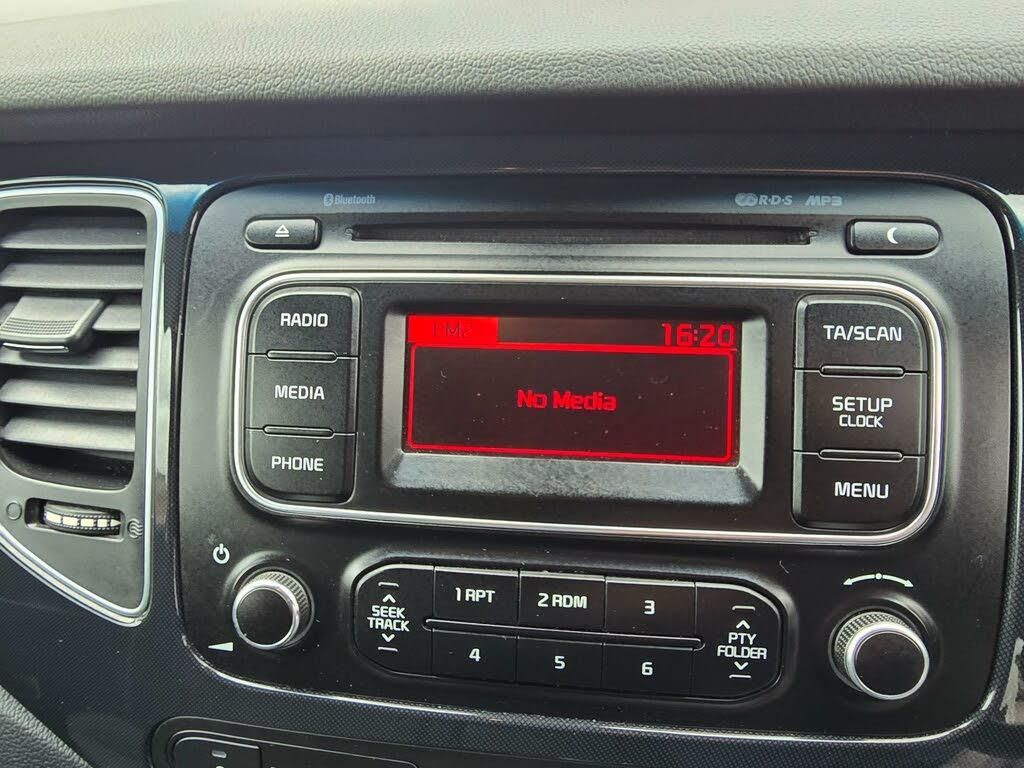 Bluetooth
R·D·S MP3
RADIO
16:20
TA/SCAN
MEDIA
No Media
SETUP
CLOCK
PHONE
MENU
SEEK
TRACK
1 RPT
2 RDM
3
PTY
FOLDER
4
5
6